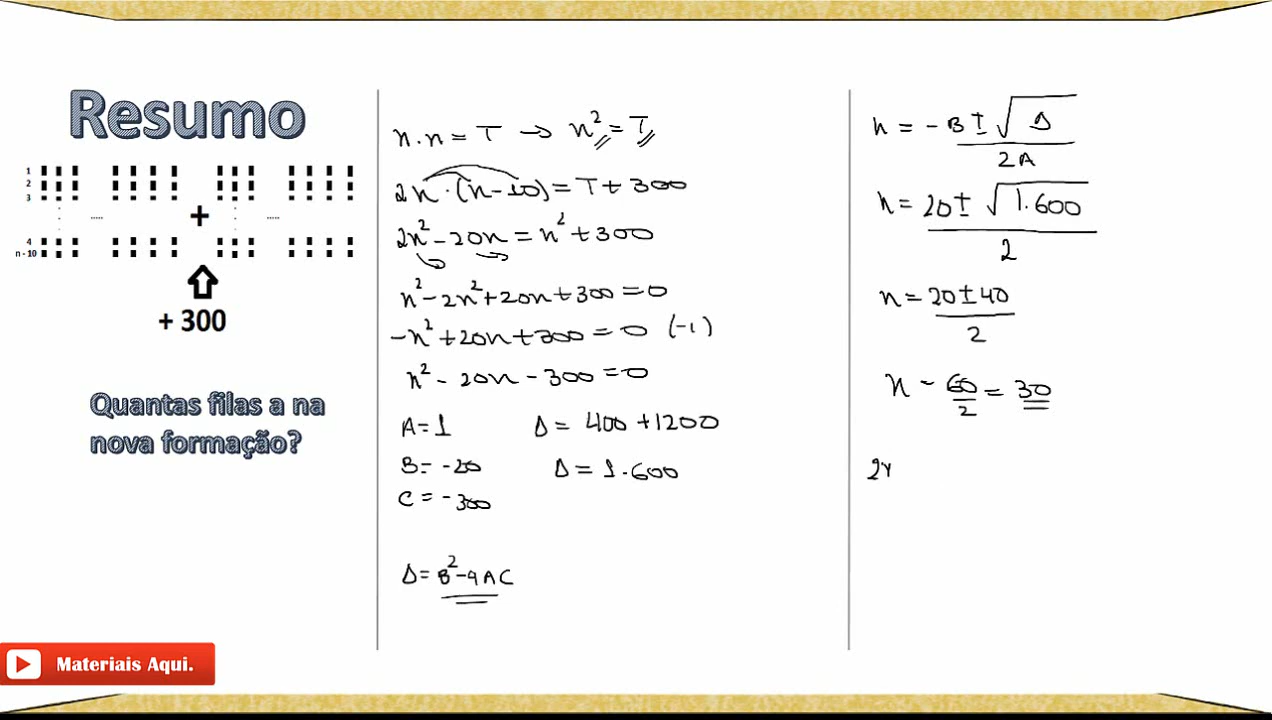 Resumo
1
2
3
.....
+
.....
4
n - 10
+ 300
Quantas filas a na
nova formação?
Materiais Aqui.
n.n = T → n² = T
2n.(n-10) = T + 300
2n² - 20n = n² + 300
n² - 2n² + 20n + 300 = 0
-n² + 20n + 300 = 0 (-1)
n² - 20n - 300 = 0
A = 1 Δ = 400 + 1200
B = -20 Δ = 1.600
C = -300
Δ = B² - 4AC
n = -B ± √Δ
2A
n = 20 ± √1.600
2
n = 20 ± 40
2
n - 60/2 = 30